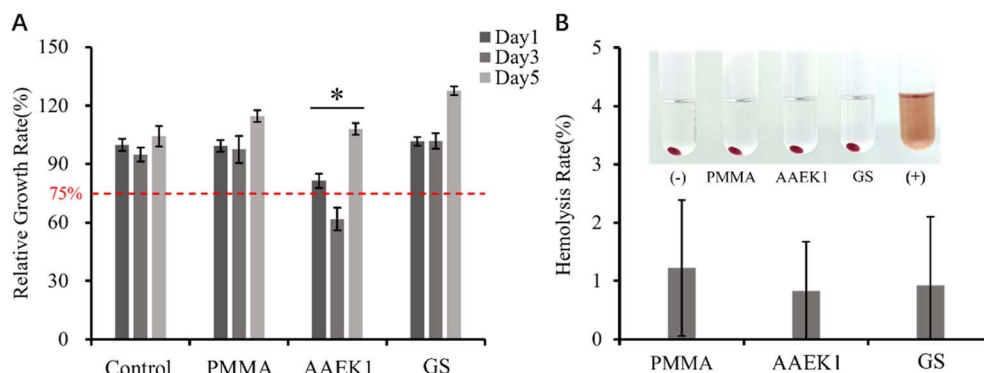 A
Relative Growth Rate(%)
150
120
90
75%
60
30
0
Day1
Day3
Day5
*
Control
PMMA
AAEK1
GS
B
Hemolysis Rate(%)
5
4
3
2
1
0
(-)
PMMA
AAEK1
GS
(+)
PMMA
AAEK1
GS